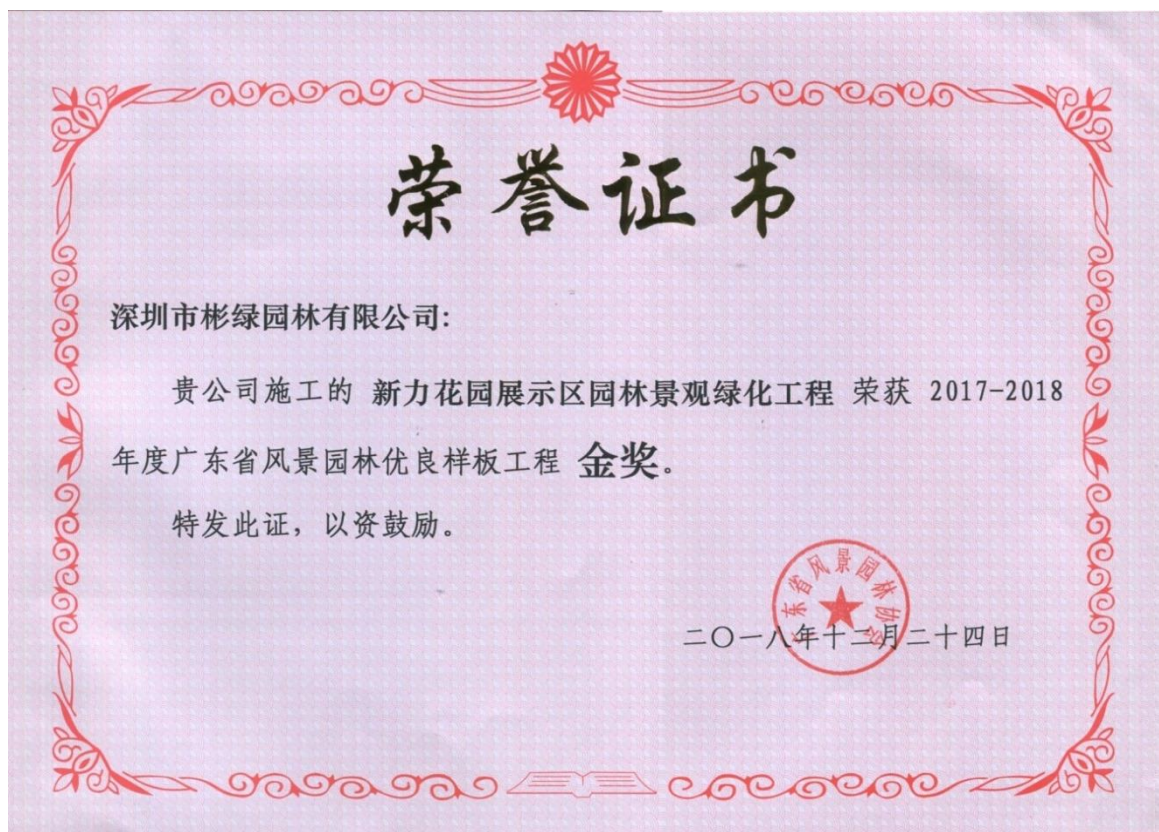 荣誉证书
深圳市彬绿园林有限公司:
贵公司施工的 新力花园展示区园林景观绿化工程 荣获 2017-2018
年度广东省风景园林优良样板工程 金奖。
特发此证，以资鼓励。
广东省风景园林协会
二〇一八年十二月二十四日